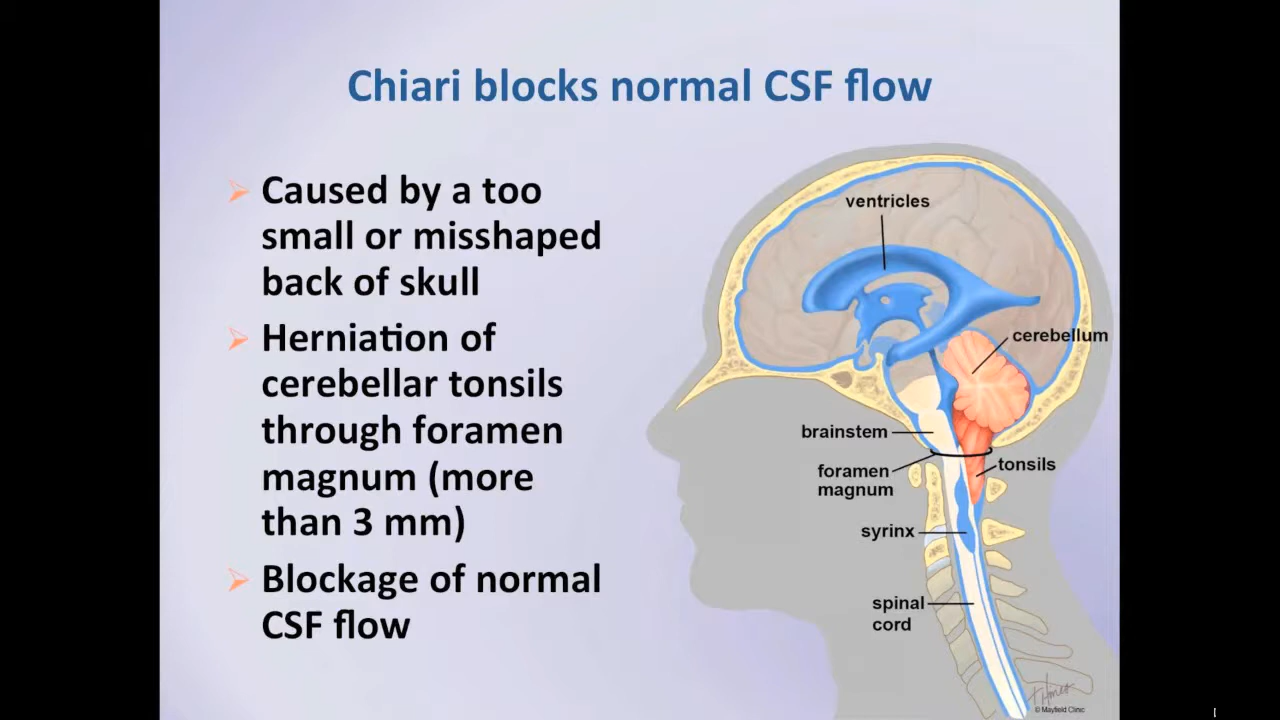 Chiari blocks normal CSF flow
Caused by a too
small or misshaped
back of skull
Herniation of
cerebellar tonsils
through foramen
magnum (more
than 3 mm)
Blockage of normal
CSF flow
ventricles
cerebellum
brainstem
foramen
magnum
tonsils
syrinx
spinal
cord
© Mayfield Clinic